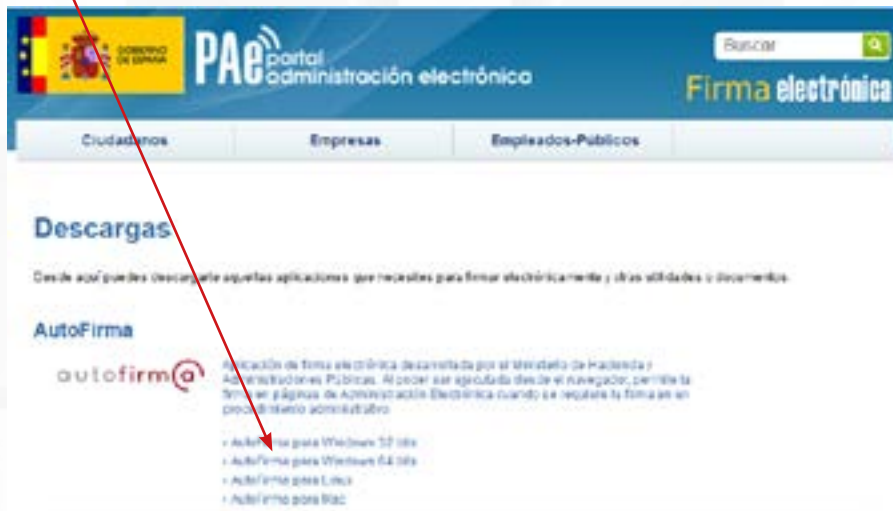 GOBIERNO
DE ESPAÑA
PAe portal
administración electrónica
Buscar
Firma electrónica
Ciudadanos
Empresas
Empleados-Públicos
Descargas
Desde aquí puedes descargarte aquellas aplicaciones que necesites para firmar electrónicamente y otras utilidades o documentos.
AutoFirma
autofirm@
Aplicación de firma electrónica desarrollada por el Ministerio de Hacienda y
Administraciones Públicas. Al poder ser ejecutada desde el navegador, permite la
firma en páginas de Administración Electrónica cuando se requiere la firma en un
procedimiento administrativo.
› AutoFirma para Windows 32 bits
› AutoFirma para Windows 64 bits
› AutoFirma para Linux
› AutoFirma para Mac